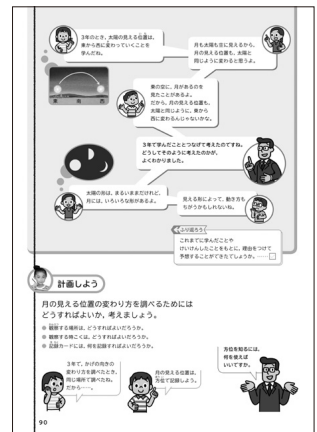 3年のとき、太陽の見える位置は、
東から西に変わっていくことを
学んだね。
月も太陽も空に見えるから、
月の見える位置も、太陽と
同じように変わると思うよ。
東 南 西
東の空に、月があるのを
見たことがあるよ。
だから、月の見える位置も、
太陽と同じように、東から
西に変わるんじゃないかな。
3年で学んだこととつなげて考えたのですね。
どうしてそのように考えたのかが、
よくわかりました。
太陽の形は、まるいままだけれど、
月には、いろいろな形があるよ。
見える形によって、動き方も
ちがうかもしれないね。
ふり返ろう
これまでに学んだことや
けいけんしたことをもとに、理由をつけて
予想することができたでしょうか。……□
計画しよう
月の見える位置の変わり方を調べるためには
どうすればよいか、考えましょう。
● 観察する場所は、どうすればよいだろうか。
● 観察する時こくは、どうすればよいだろうか。
● 記録カードには、何を記録すればよいだろうか。
3年で、かげの向きの
変わり方を調べたとき、
同じ場所で調べたね。
だから……。
月の見える位置は、
方位で記録しよう。
方位を知るには、
何を使えば
いいですか。
90